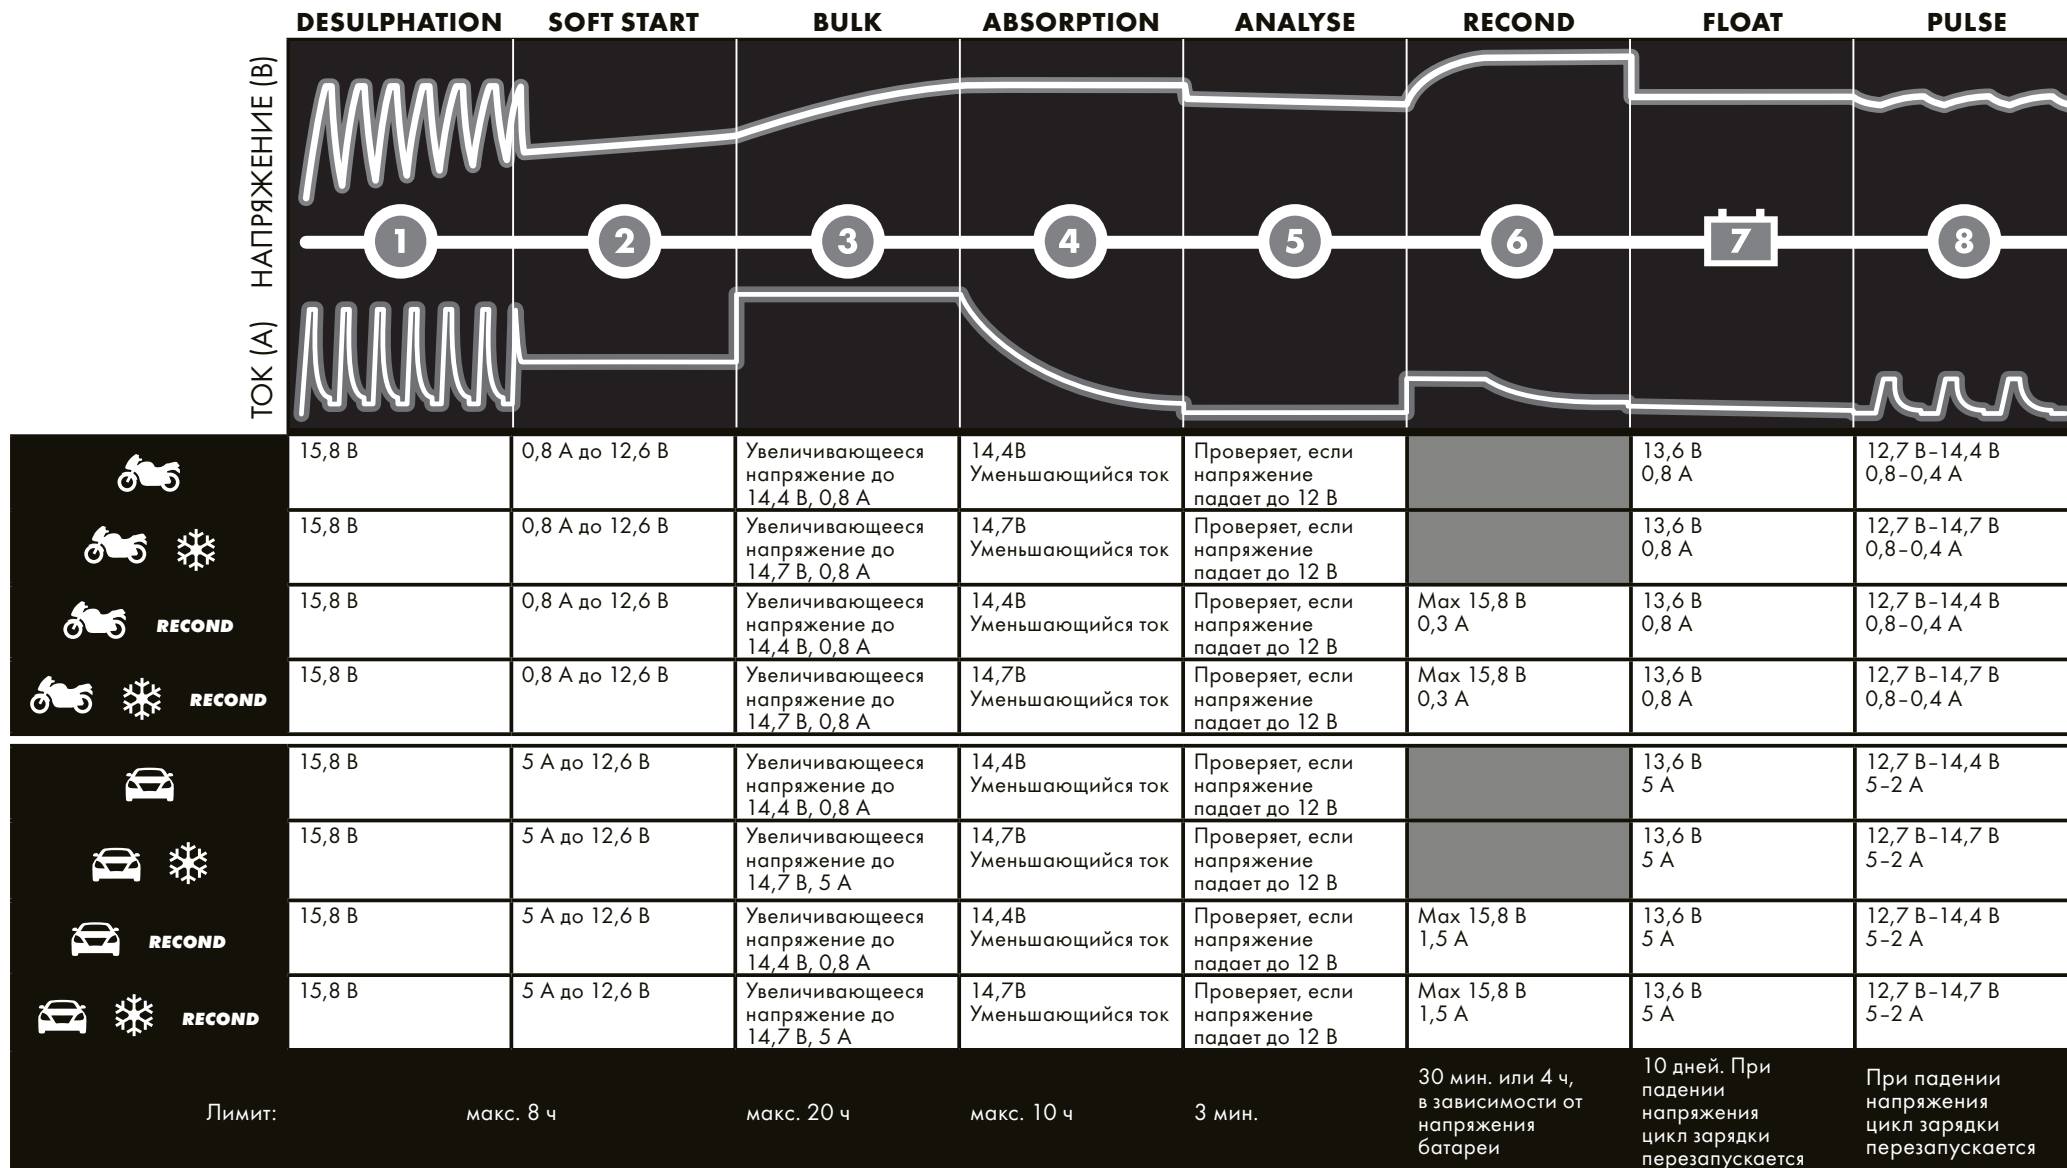 DESULPHATION SOFT START BULK ABSORPTION ANALYSE RECOND FLOAT PULSE
НАПРЯЖЕНИЕ (В)
1 2 3 4 5 6 7 8
ТОК (А)
15,8 В 0,8 А до 12,6 В Увеличивающееся 14,4В Проверяет, если 13,6 В 12,7 В–14,4 В
напряжение до Уменьшающийся ток напряжение 0,8 А 0,8–0,4 А
14,4 В, 0,8 А падает до 12 В
15,8 В 0,8 А до 12,6 В Увеличивающееся 14,7В Проверяет, если 13,6 В 12,7 В–14,7 В
напряжение до Уменьшающийся ток напряжение 0,8 А 0,8–0,4 А
14,7 В, 0,8 А падает до 12 В
15,8 В 0,8 А до 12,6 В Увеличивающееся 14,4В Проверяет, если Max 15,8 В 13,6 В 12,7 В–14,4 В
RECOND напряжение до Уменьшающийся ток напряжение 0,3 А 0,8 А 0,8–0,4 А
14,4 В, 0,8 А падает до 12 В
15,8 В 0,8 А до 12,6 В Увеличивающееся 14,7В Проверяет, если Max 15,8 В 13,6 В 12,7 В–14,7 В
RECOND напряжение до Уменьшающийся ток напряжение 0,3 А 0,8 А 0,8–0,4 А
14,7 В, 0,8 А падает до 12 В
15,8 В 5 А до 12,6 В Увеличивающееся 14,4В Проверяет, если 13,6 В 12,7 В–14,4 В
напряжение до Уменьшающийся ток напряжение 5 А 5–2 А
14,4 В, 0,8 А падает до 12 В
15,8 В 5 А до 12,6 В Увеличивающееся 14,7В Проверяет, если 13,6 В 12,7 В–14,7 В
напряжение до Уменьшающийся ток напряжение 5 А 5–2 А
14,7 В, 5 А падает до 12 В
15,8 В 5 А до 12,6 В Увеличивающееся 14,4В Проверяет, если Max 15,8 В 13,6 В 12,7 В–14,4 В
RECOND напряжение до Уменьшающийся ток напряжение 1,5 А 5 А 5–2 А
14,4 В, 0,8 А падает до 12 В
15,8 В 5 А до 12,6 В Увеличивающееся 14,7В Проверяет, если Max 15,8 В 13,6 В 12,7 В–14,7 В
RECOND напряжение до Уменьшающийся ток напряжение 1,5 А 5 А 5–2 А
14,7 В, 5 А падает до 12 В
Лимит: макс. 8 ч макс. 20 ч макс. 10 ч 3 мин.
30 мин. или 4 ч,
в зависимости от
напряжения
батареи
10 дней. При
падении
напряжения
цикл зарядки
перезапускается
При падении
напряжения
цикл зарядки
перезапускается